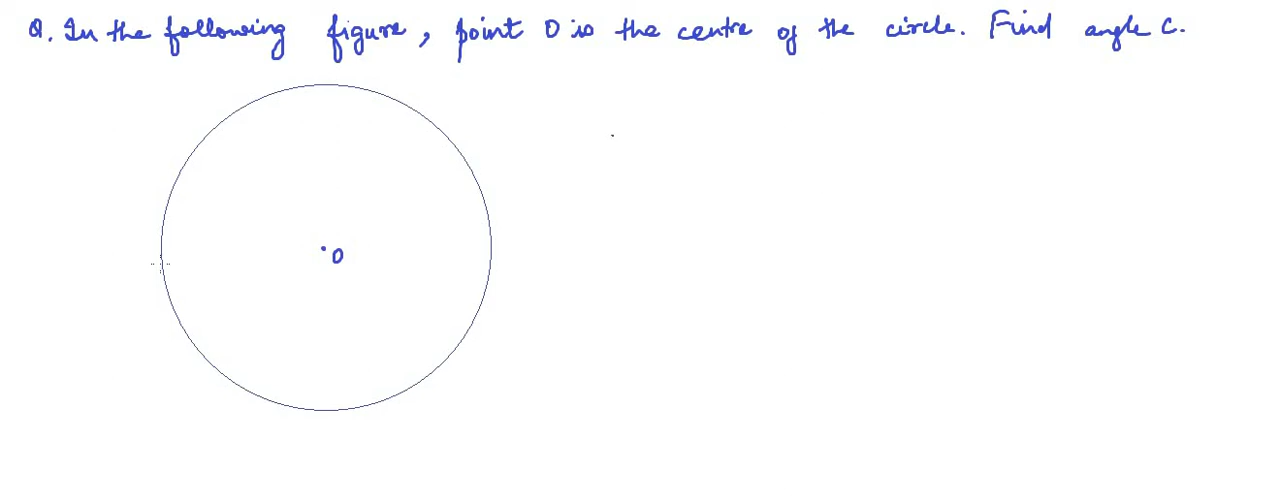 Q. In the following figure, point O is the centre of the circle. Find angle C.
O